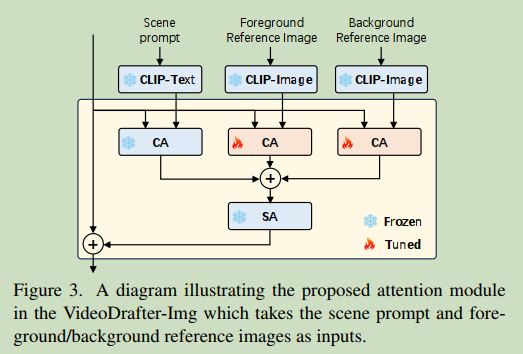 Scene
prompt
Foreground
Reference Image
Background
Reference Image
CLIP-Text
CLIP-Image
CLIP-Image
CA
CA
CA
+
SA
Frozen
+
Tuned
Figure 3. A diagram illustrating the proposed attention module
in the VideoDrafter-Img which takes the scene prompt and fore-
ground/background reference images as inputs.